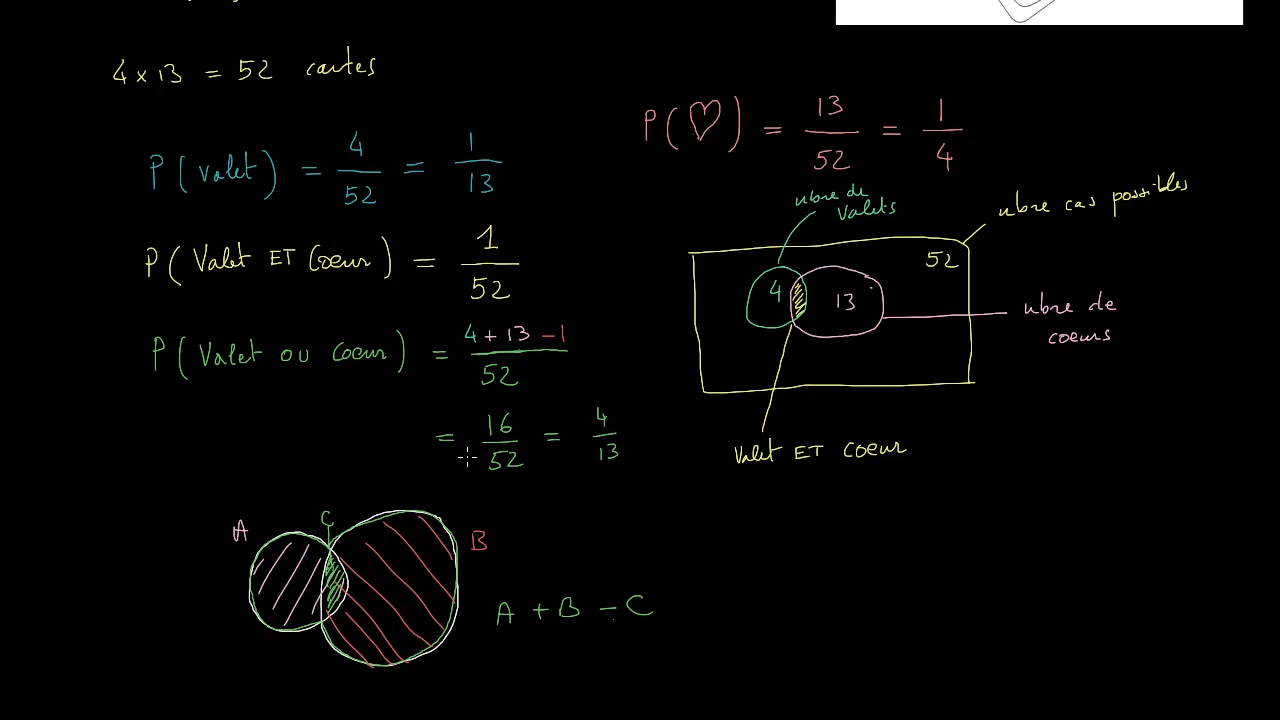 4 x 13 = 52 cartes
P(♡) = 13/52 = 1/4
P(Valet) = 4/52 = 1/13
nbre de Valets
nbre cas possibles
P(Valet ET Coeur) = 1/52
52
4
13
nbre de coeurs
P(Valet ou Coeur) = 4 + 13 - 1/52
= 16/52 = 4/13
Valet ET coeur
A
C
B
A + B - C